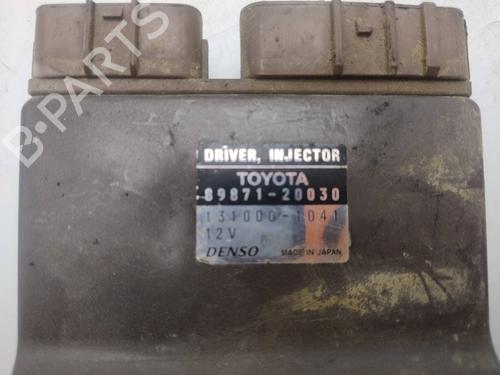 DRIVER, INJECTOR
TOYOTA
89871-20030
131000-1041
12V
DENSO MADE IN JAPAN
B-PARTS